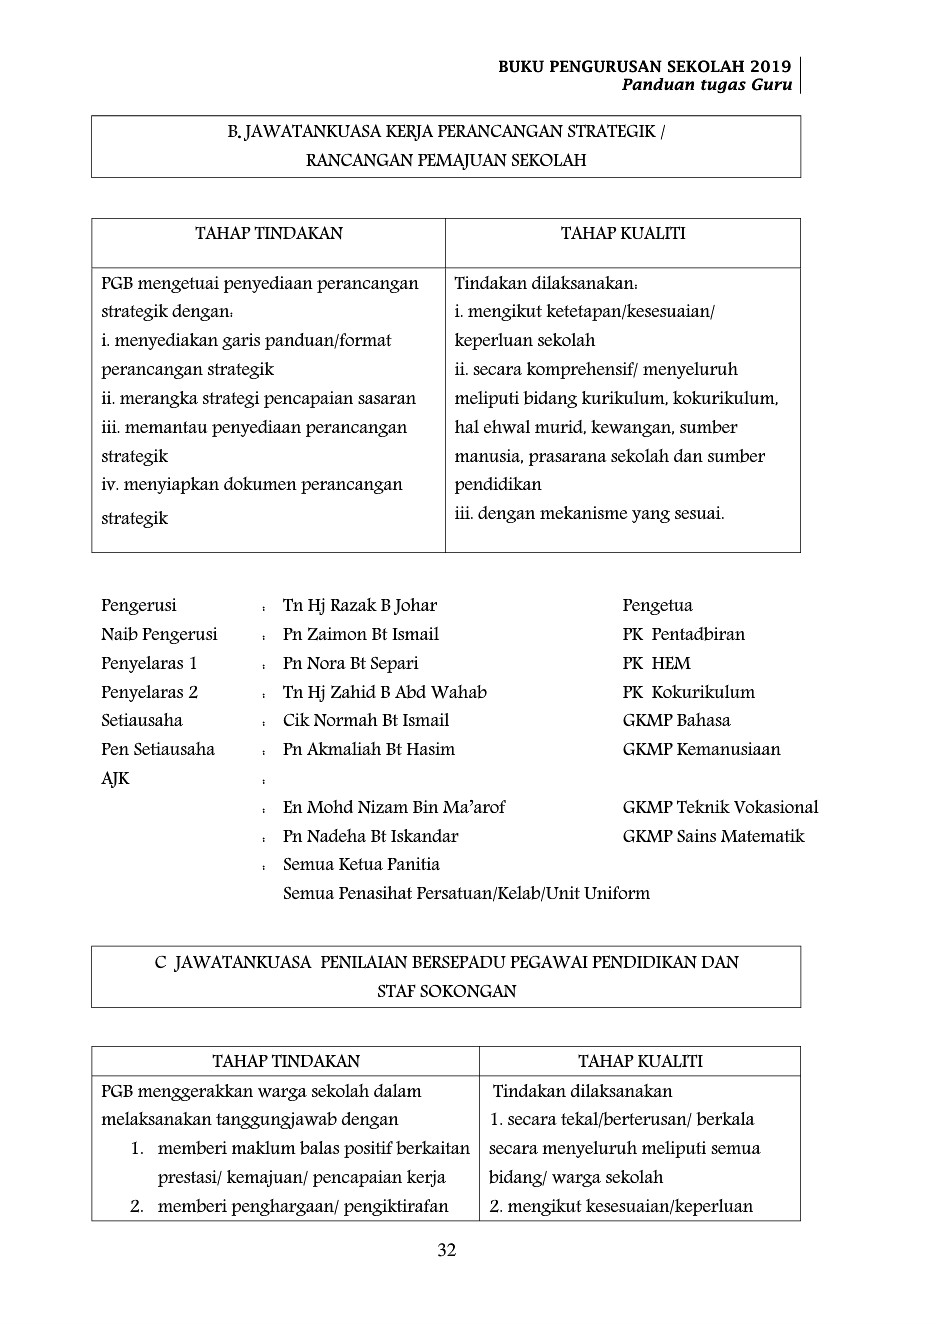 BUKU PENGURUSAN SEKOLAH 2019
Panduan tugas Guru
B. JAWATANKUASA KERJA PERANCANGAN STRATEGIK /
RANCANGAN PEMAJUAN SEKOLAH
TAHAP TINDAKAN
TAHAP KUALITI
PGB mengetuai penyediaan perancangan
strategik dengan:
i. menyediakan garis panduan/format
perancangan strategik
ii. merangka strategi pencapaian sasaran
iii. memantau penyediaan perancangan
strategik
iv. menyiapkan dokumen perancangan
strategik
Tindakan dilaksanakan:
i. mengikut ketetapan/kesesuaian/
keperluan sekolah
ii. secara komprehensif/ menyeluruh
meliputi bidang kurikulum, kokurikulum,
hal ehwal murid, kewangan, sumber
manusia, prasarana sekolah dan sumber
pendidikan
iii. dengan mekanisme yang sesuai.
Pengerusi : Tn Hj Razak B Johar Pengetua
Naib Pengerusi : Pn Zaimon Bt Ismail PK Pentadbiran
Penyelaras 1 : Pn Nora Bt Separi PK HEM
Penyelaras 2 : Tn Hj Zahid B Abd Wahab PK Kokurikulum
Setiausaha : Cik Normah Bt Ismail GKMP Bahasa
Pen Setiausaha : Pn Akmaliah Bt Hasim GKMP Kemanusiaan
AJK :
: En Mohd Nizam Bin Ma’arof GKMP Teknik Vokasional
: Pn Nadeha Bt Iskandar GKMP Sains Matematik
: Semua Ketua Panitia
Semua Penasihat Persatuan/Kelab/Unit Uniform
C JAWATANKUASA PENILAIAN BERSEPADU PEGAWAI PENDIDIKAN DAN
STAF SOKONGAN
TAHAP TINDAKAN
TAHAP KUALITI
PGB menggerakkan warga sekolah dalam
melaksanakan tanggungjawab dengan
1. memberi maklum balas positif berkaitan
prestasi/ kemajuan/ pencapaian kerja
2. memberi penghargaan/ pengiktirafan
Tindakan dilaksanakan
1. secara tekal/berterusan/ berkala
secara menyeluruh meliputi semua
bidang/ warga sekolah
2. mengikut kesesuaian/keperluan
32